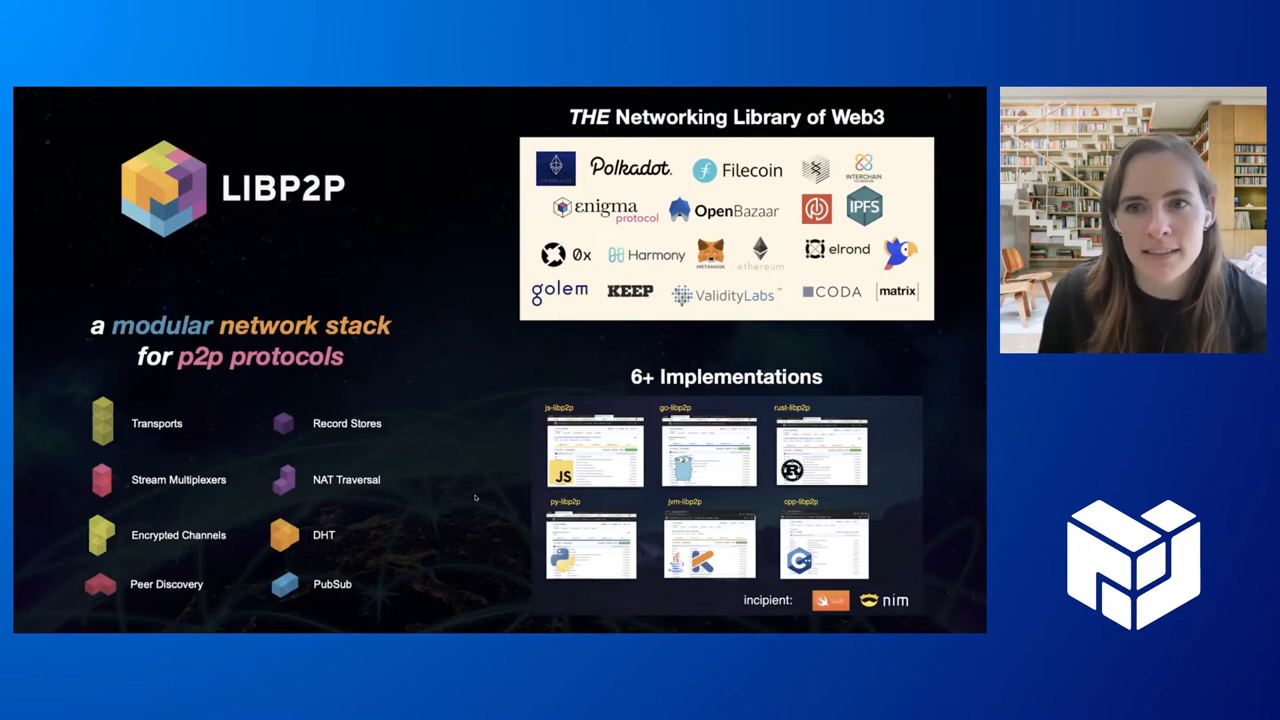 LIBP2P
a modular network stack
for p2p protocols
Transports
Record Stores
Stream Multiplexers
NAT Traversal
Encrypted Channels
DHT
Peer Discovery
PubSub
THE Networking Library of Web3
Polkadot.
Filecoin
INTERCHAIN
FOUNDATION
enigma
protocol
OpenBazaar
IPFS
0x
Harmony
METAMASK
ethereum
elrond
golem
KEEP
ValidityLabs™
CODA
[matrix]
6+ Implementations
js-libp2p
go-libp2p
rust-libp2p
JS
R
py-libp2p
jvm-libp2p
cpp-libp2p
C++
incipient:
Swift
nim